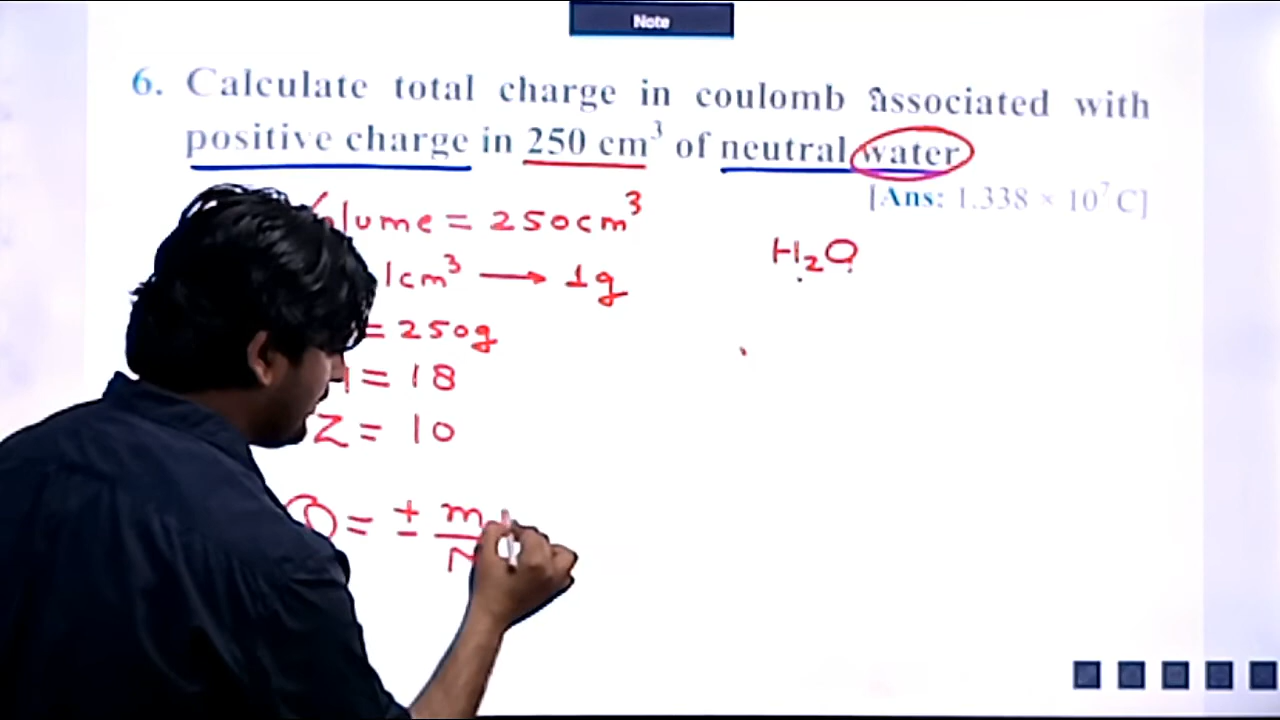 Note
6. Calculate total charge in coulomb associated with
positive charge in 250 cm³ of neutral water
[Ans: 1.338 × 10⁷ C]
= 250cm³
H₂O
1cm³ → 1g
= 250g
= 18
Z = 10
Q = ± m